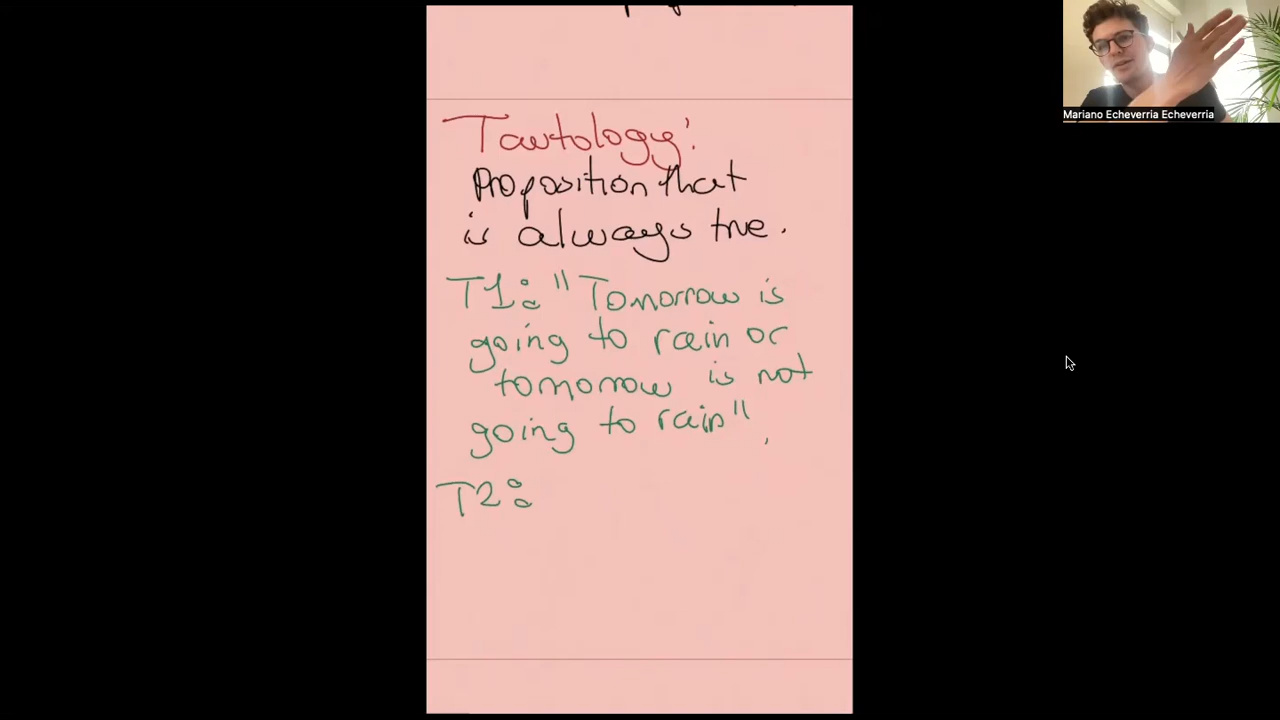 Tautology:
Proposition that
is always true.
T1: "Tomorrow is
going to rain or
tomorrow is not
going to rain".
T2:
Mariano Echeverria Echeverria